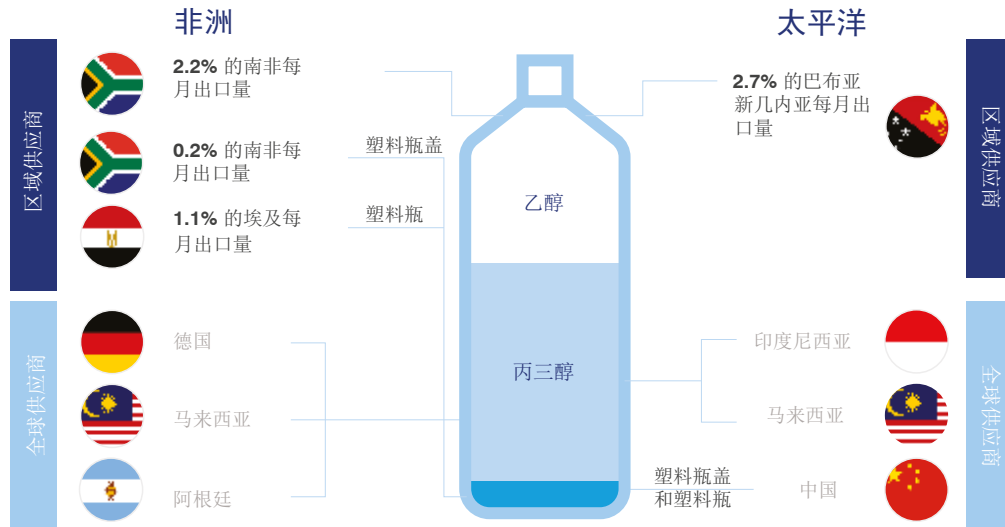 非洲
太平洋
区域供应商
2.2% 的南非每
月出口量
0.2% 的南非每
月出口量
塑料瓶盖
1.1% 的埃及每
月出口量
塑料瓶
乙醇
2.7% 的巴布亚
新几内亚每月出
口量
区域供应商
全球供应商
德国
马来西亚
阿根廷
丙三醇
印度尼西亚
马来西亚
塑料瓶盖
和塑料瓶
中国
全球供应商